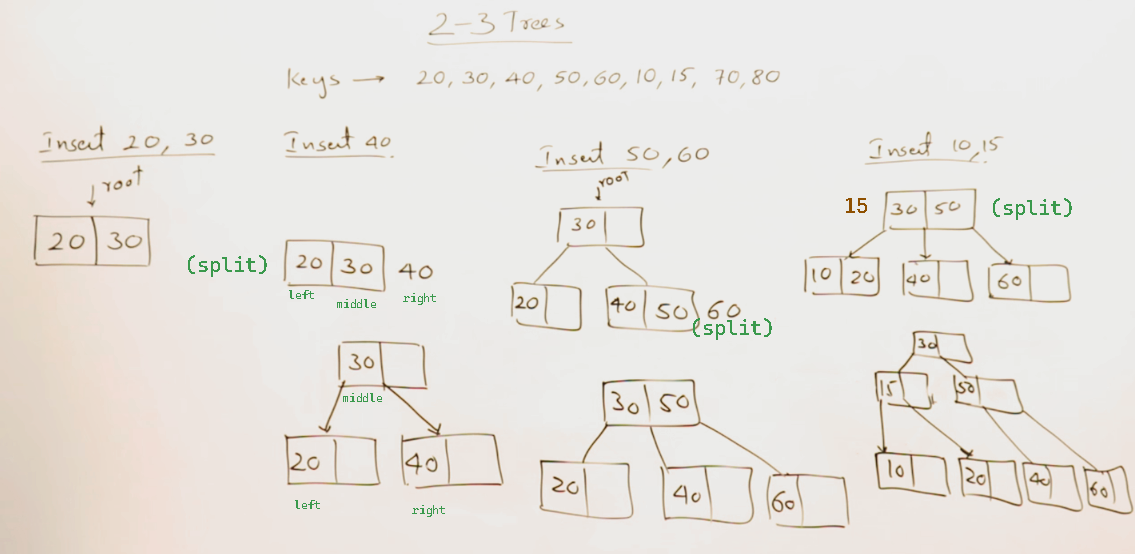 2-3 Trees
Keys → 20, 30, 40, 50, 60, 10, 15, 70, 80
Insert 20, 30
root
20 30
Insert 40
(split) 20 30 40
left middle right
30
middle
20 40
left right
Insert 50, 60
root
30
20 40 50 60
(split)
30 50
20 40 60
Insert 10, 15
15 30 50 (split)
10 20 40 60
30
15 50
10 20 40 60